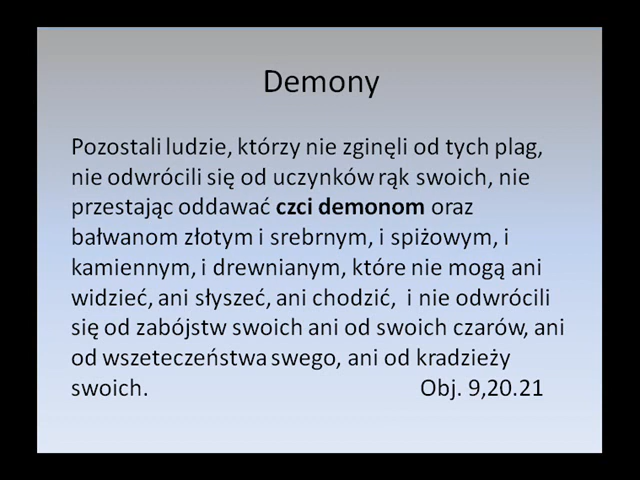 Demony
Pozostali ludzie, którzy nie zginęli od tych plag,
nie odwrócili się od uczynków rąk swoich, nie
przestając oddawać czci demonom oraz
bałwanom złotym i srebrnym, i spiżowym, i
kamiennym, i drewnianym, które nie mogą ani
widzieć, ani słyszeć, ani chodzić, i nie odwrócili
się od zabójstw swoich ani od swoich czarów, ani
od wszeteczeństwa swego, ani od kradzieży
swoich. Obj. 9,20.21